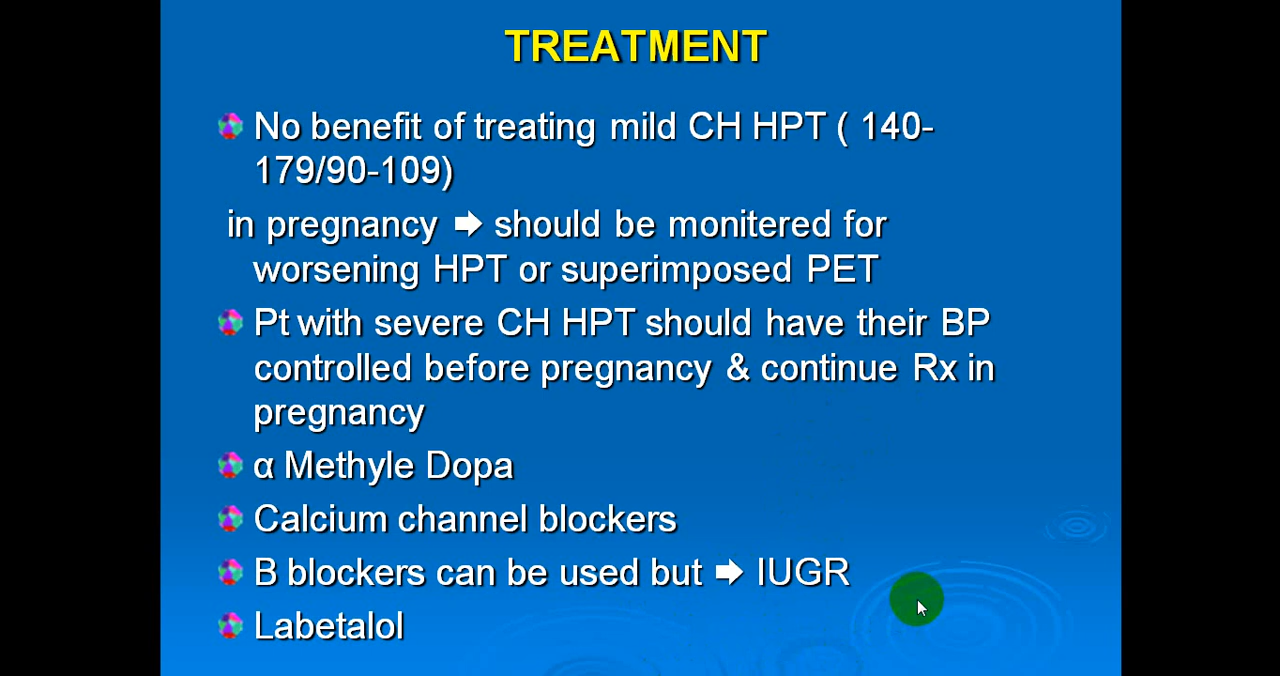 TREATMENT
No benefit of treating mild CH HPT ( 140-
179/90-109)
in pregnancy ➡ should be monitered for
worsening HPT or superimposed PET
Pt with severe CH HPT should have their BP
controlled before pregnancy & continue Rx in
pregnancy
α Methyle Dopa
Calcium channel blockers
B blockers can be used but ➡ IUGR
Labetalol